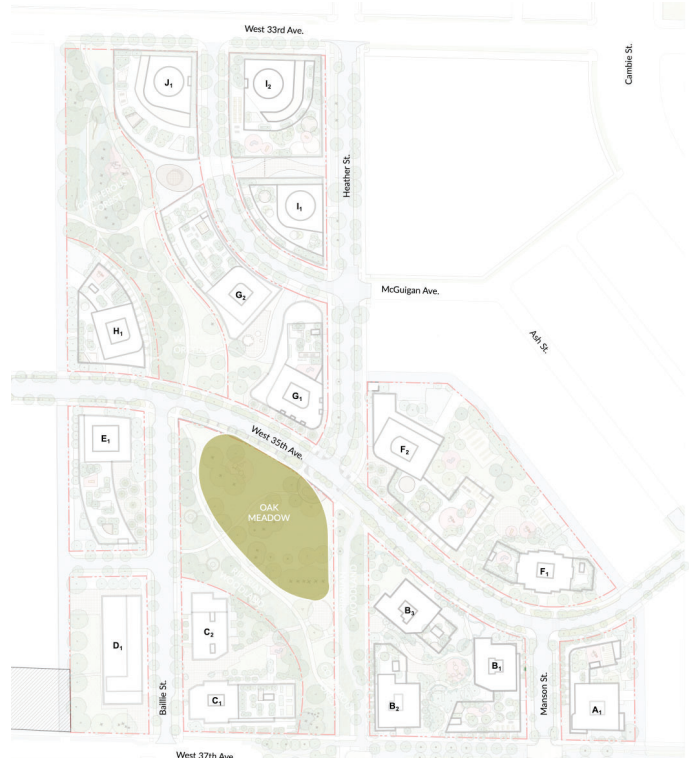 West 33rd Ave.
Cambie St.
J1
I2
Heather St.
I1
McGuigan Ave.
G2
H1
Ash St.
G1
West 35th Ave.
E1
F2
OAK
MEADOW
F1
B3
C2
D1
B1
Baillie St.
C1
B2
Manson St.
A1
West 37th Ave.